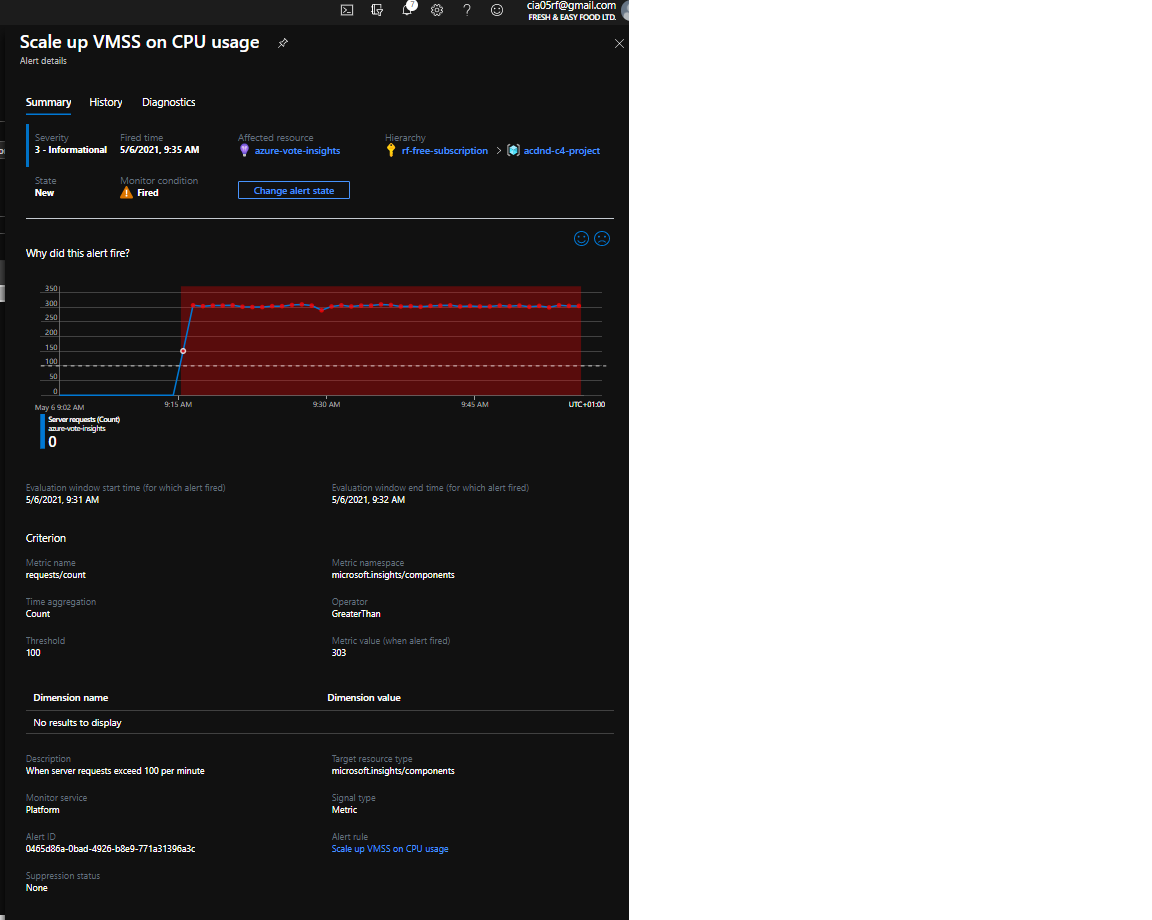 7
cia05rf@gmail.com
FRESH & EASY FOOD LTD.
Scale up VMSS on CPU usage
Alert details
Summary History Diagnostics
Severity Fired time Affected resource Hierarchy
3 - Informational 5/6/2021, 9:35 AM azure-vote-insights rf-free-subscription > acdnd-c4-project
State Monitor condition
New Fired Change alert state
Why did this alert fire?
350
300
250
200
150
100
50
0
May 6 9:02 AM 9:15 AM 9:30 AM 9:45 AM UTC+01:00
Server requests (Count)
azure-vote-insights
0
Evaluation window start time (for which alert fired) Evaluation window end time (for which alert fired)
5/6/2021, 9:31 AM 5/6/2021, 9:32 AM
Criterion
Metric name Metric namespace
requests/count microsoft.insights/components
Time aggregation Operator
Count GreaterThan
Threshold Metric value (when alert fired)
100 303
Dimension name Dimension value
No results to display
Description Target resource type
When server requests exceed 100 per minute microsoft.insights/components
Monitor service Signal type
Platform Metric
Alert ID Alert rule
0465d86a-0bad-4926-b8e9-771a31396a3c Scale up VMSS on CPU usage
Suppression status
None